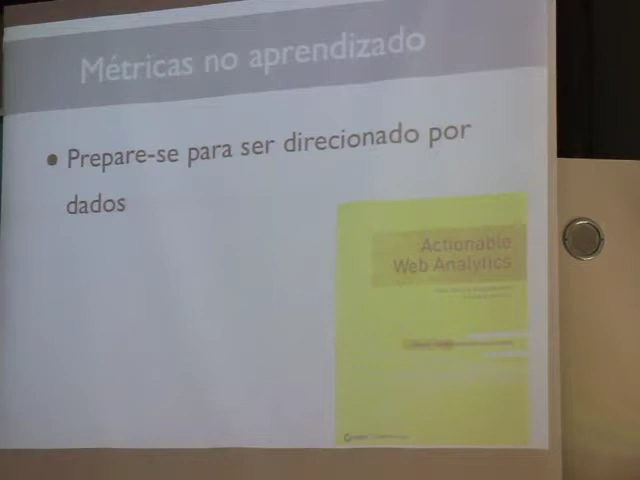 Métricas no aprendizado
• Prepare-se para ser direcionado por
dados
Actionable
Web Analytics